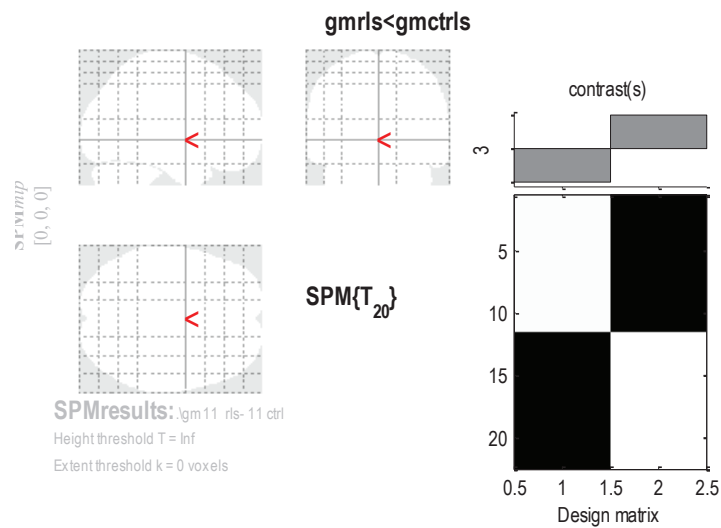 gmrls<gmctrls
contrast(s)
3
<
<
SPMmip
[0, 0, 0]
<
SPM{T20}
5
10
15
20
SPMresults: .\gm 11 rls- 11 ctrl
Height threshold T = Inf
Extent threshold k = 0 voxels
0.5 1 1.5 2 2.5
Design matrix